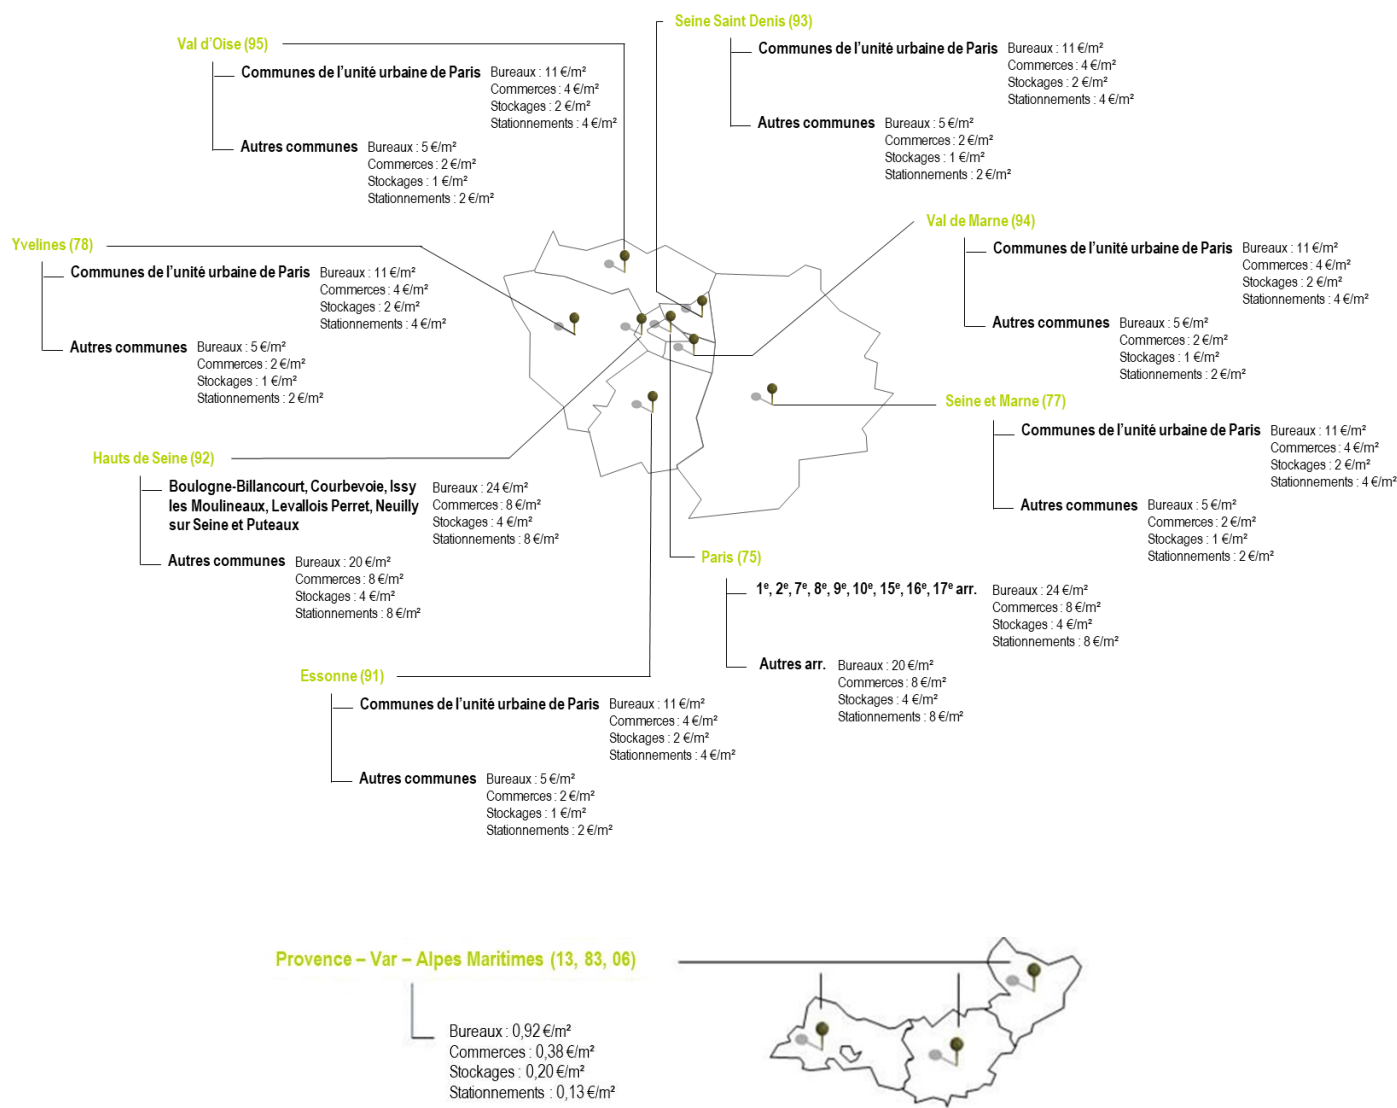 Seine Saint Denis (93)
Communes de l'unité urbaine de Paris
Bureaux : 11 €/m²
Commerces : 4 €/m²
Stockages : 2 €/m²
Stationnements : 4 €/m²
Autres communes
Bureaux : 5 €/m²
Commerces : 2 €/m²
Stockages : 1 €/m²
Stationnements : 2 €/m²
Val d'Oise (95)
Communes de l'unité urbaine de Paris
Bureaux : 11 €/m²
Commerces : 4 €/m²
Stockages : 2 €/m²
Stationnements : 4 €/m²
Autres communes
Bureaux : 5 €/m²
Commerces : 2 €/m²
Stockages : 1 €/m²
Stationnements : 2 €/m²
Val de Marne (94)
Communes de l'unité urbaine de Paris
Bureaux : 11 €/m²
Commerces : 4 €/m²
Stockages : 2 €/m²
Stationnements : 4 €/m²
Autres communes
Bureaux : 5 €/m²
Commerces : 2 €/m²
Stockages : 1 €/m²
Stationnements : 2 €/m²
Yvelines (78)
Communes de l'unité urbaine de Paris
Bureaux : 11 €/m²
Commerces : 4 €/m²
Stockages : 2 €/m²
Stationnements : 4 €/m²
Autres communes
Bureaux : 5 €/m²
Commerces : 2 €/m²
Stockages : 1 €/m²
Stationnements : 2 €/m²
Seine et Marne (77)
Communes de l'unité urbaine de Paris
Bureaux : 11 €/m²
Commerces : 4 €/m²
Stockages : 2 €/m²
Stationnements : 4 €/m²
Autres communes
Bureaux : 5 €/m²
Commerces : 2 €/m²
Stockages : 1 €/m²
Stationnements : 2 €/m²
Hauts de Seine (92)
Boulogne-Billancourt, Courbevoie, Issy
les Moulineaux, Levallois Perret, Neuilly
sur Seine et Puteaux
Bureaux : 24 €/m²
Commerces : 8 €/m²
Stockages : 4 €/m²
Stationnements : 8 €/m²
Autres communes
Bureaux : 20 €/m²
Commerces : 8 €/m²
Stockages : 4 €/m²
Stationnements : 8 €/m²
Paris (75)
1e, 2e, 7e, 8e, 9e, 10e, 15e, 16e, 17e arr.
Bureaux : 24 €/m²
Commerces : 8 €/m²
Stockages : 4 €/m²
Stationnements : 8 €/m²
Autres arr.
Bureaux : 20 €/m²
Commerces : 8 €/m²
Stockages : 4 €/m²
Stationnements : 8 €/m²
Essonne (91)
Communes de l'unité urbaine de Paris
Bureaux : 11 €/m²
Commerces : 4 €/m²
Stockages : 2 €/m²
Stationnements : 4 €/m²
Autres communes
Bureaux : 5 €/m²
Commerces : 2 €/m²
Stockages : 1 €/m²
Stationnements : 2 €/m²
Provence – Var – Alpes Maritimes (13, 83, 06)
Bureaux : 0,92 €/m²
Commerces : 0,38 €/m²
Stockages : 0,20 €/m²
Stationnements : 0,13 €/m²